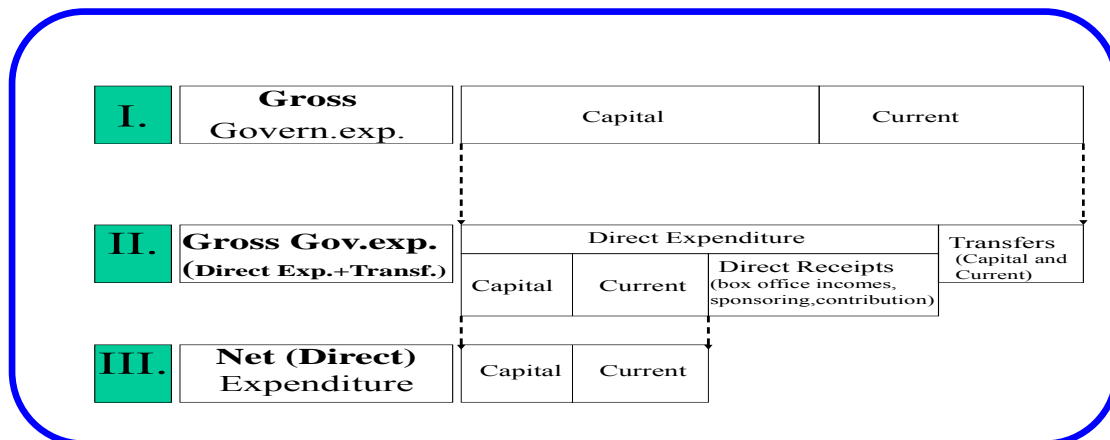 I.
Gross
Govern.exp.
Capital
Current
II.
Gross Gov.exp.
(Direct Exp.+Transf.)
Direct Expenditure
Capital
Current
Direct Receipts
(box office incomes,
sponsoring,contribution)
Transfers
(Capital and
Current)
III.
Net (Direct)
Expenditure
Capital
Current